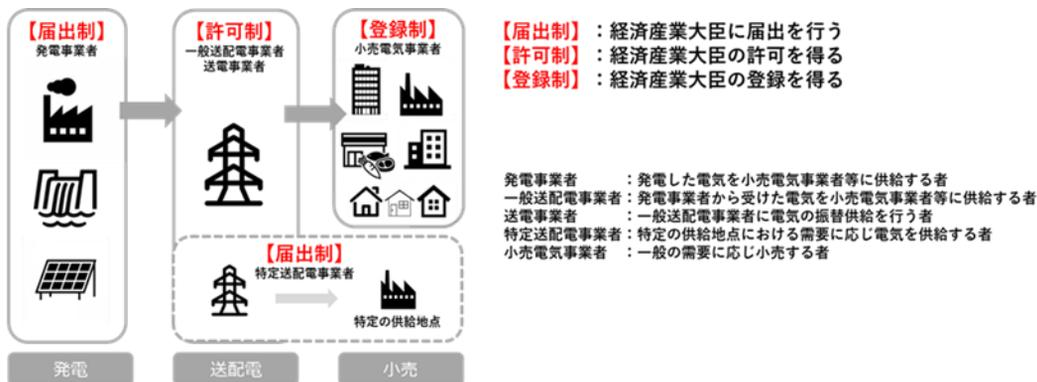 【届出制】
発電事業者
【許可制】
一般送配電事業者
送電事業者
【登録制】
小売電気事業者
【届出制】
特定送配電事業者
特定の供給地点
発電
送配電
小売
【届出制】：経済産業大臣に届出を行う
【許可制】：経済産業大臣の許可を得る
【登録制】：経済産業大臣の登録を得る
発電事業者　　　：発電した電気を小売電気事業者等に供給する者
一般送配電事業者：発電事業者から受けた電気を小売電気事業者等に供給する者
送電事業者　　　：一般送配電事業者に電気の振替供給を行う者
特定送配電事業者：特定の供給地点における需要に応じ電気を供給する者
小売電気事業者　：一般の需要に応じ小売する者